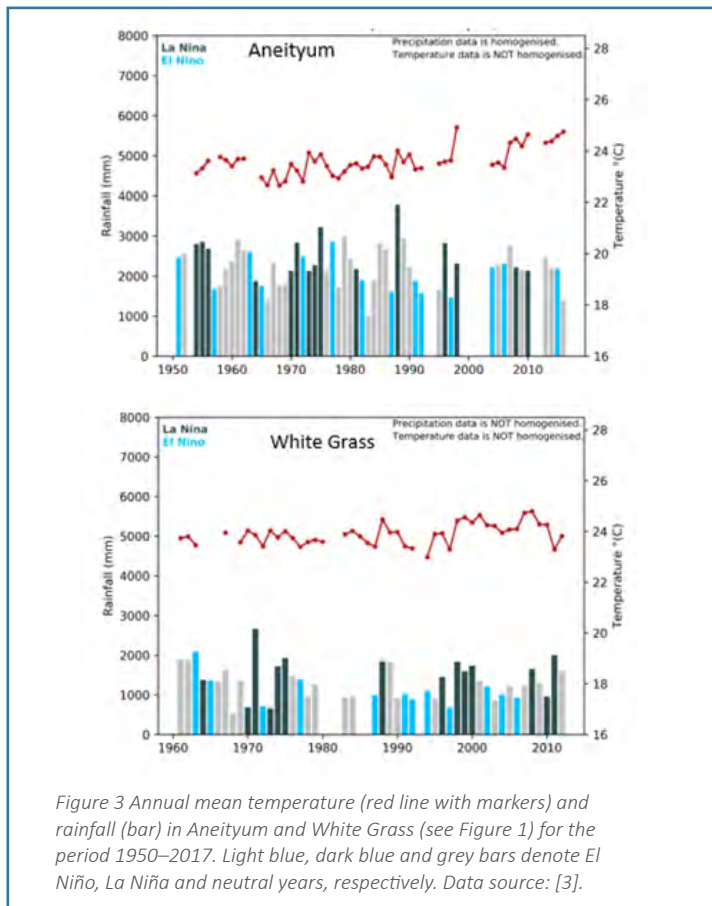 Precipitation data is homogenised.
Temperature data is NOT homogenised.
La Nina
El Nino
Aneityum
8000
7000
6000
5000
4000
3000
2000
1000
0
Rainfall (mm)
28
26
24
22
20
18
16
Temperature °(C)
1950 1960 1970 1980 1990 2000 2010
Precipitation data is NOT homogenised.
Temperature data is NOT homogenised.
La Nina
El Nino
White Grass
8000
7000
6000
5000
4000
3000
2000
1000
0
Rainfall (mm)
28
26
24
22
20
18
16
Temperature °(C)
1960 1970 1980 1990 2000 2010
Figure 3 Annual mean temperature (red line with markers) and
rainfall (bar) in Aneityum and White Grass (see Figure 1) for the
period 1950–2017. Light blue, dark blue and grey bars denote El
Niño, La Niña and neutral years, respectively. Data source: [3].